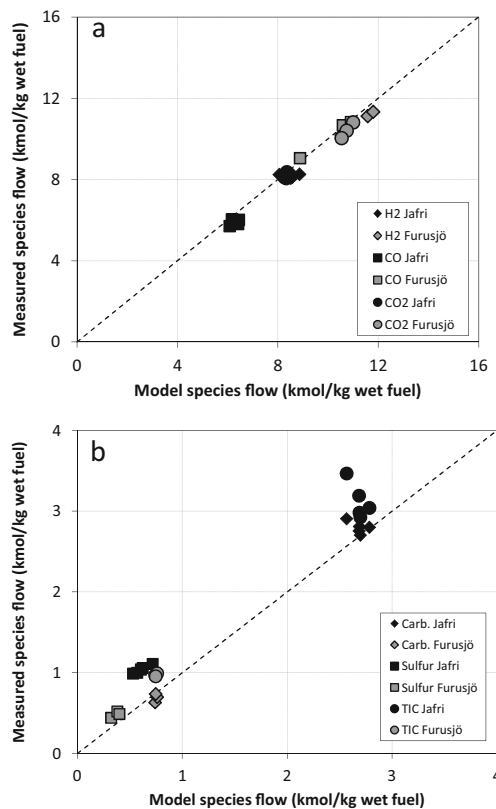 a
16
12
8
4
0
Measured species flow (kmol/kg wet fuel)
H2 Jafri
H2 Furusjö
CO Jafri
CO Furusjö
CO2 Jafri
CO2 Furusjö
0 4 8 12 16
Model species flow (kmol/kg wet fuel)
b
4
3
2
1
0
Measured species flow (kmol/kg wet fuel)
Carb. Jafri
Carb. Furusjö
Sulfur Jafri
Sulfur Furusjö
TIC Jafri
TIC Furusjö
0 1 2 3 4
Model species flow (kmol/kg wet fuel)